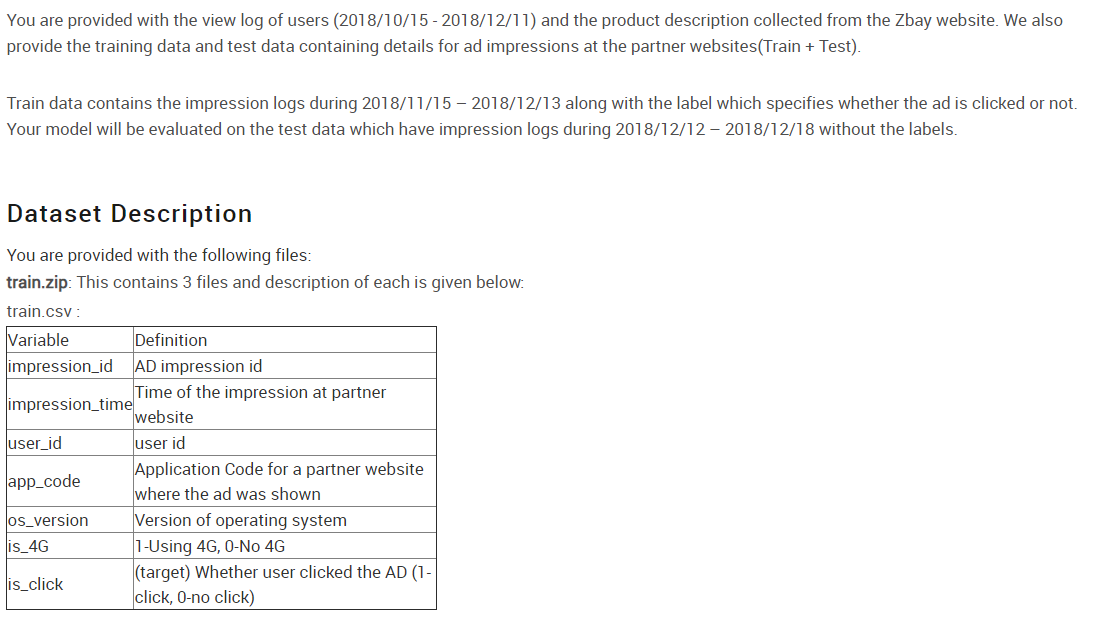 You are provided with the view log of users (2018/10/15 - 2018/12/11) and the product description collected from the Zbay website. We also
provide the training data and test data containing details for ad impressions at the partner websites(Train + Test).
Train data contains the impression logs during 2018/11/15 – 2018/12/13 along with the label which specifies whether the ad is clicked or not.
Your model will be evaluated on the test data which have impression logs during 2018/12/12 – 2018/12/18 without the labels.
Dataset Description
You are provided with the following files:
train.zip: This contains 3 files and description of each is given below:
train.csv :
Variable Definition
impression_id AD impression id
impression_time Time of the impression at partner
website
user_id user id
app_code Application Code for a partner website
where the ad was shown
os_version Version of operating system
is_4G 1-Using 4G, 0-No 4G
is_click (target) Whether user clicked the AD (1-
click, 0-no click)